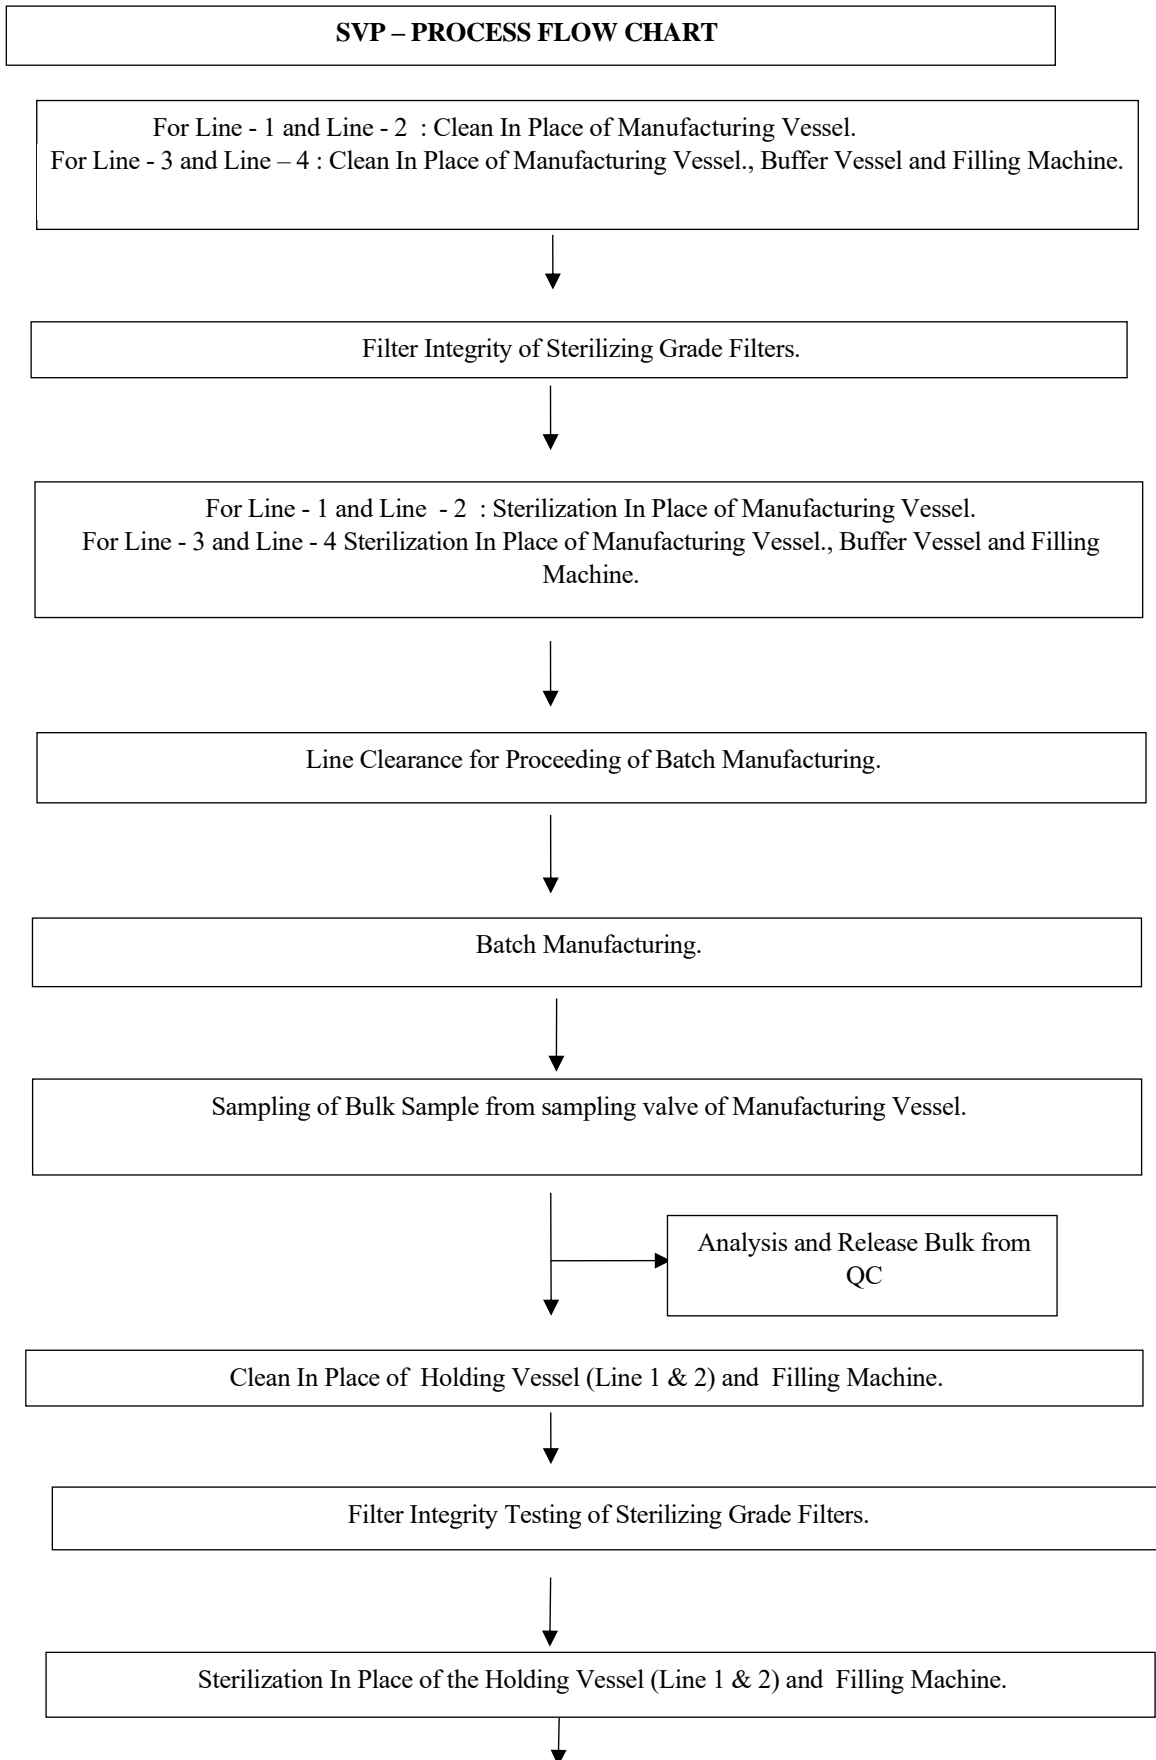 SVP – PROCESS FLOW CHART
For Line - 1 and Line - 2 : Clean In Place of Manufacturing Vessel.
For Line - 3 and Line – 4 : Clean In Place of Manufacturing Vessel., Buffer Vessel and Filling Machine.
Filter Integrity of Sterilizing Grade Filters.
For Line - 1 and Line - 2 : Sterilization In Place of Manufacturing Vessel.
For Line - 3 and Line - 4 Sterilization In Place of Manufacturing Vessel., Buffer Vessel and Filling
Machine.
Line Clearance for Proceeding of Batch Manufacturing.
Batch Manufacturing.
Sampling of Bulk Sample from sampling valve of Manufacturing Vessel.
Analysis and Release Bulk from
QC
Clean In Place of Holding Vessel (Line 1 & 2) and Filling Machine.
Filter Integrity Testing of Sterilizing Grade Filters.
Sterilization In Place of the Holding Vessel (Line 1 & 2) and Filling Machine.